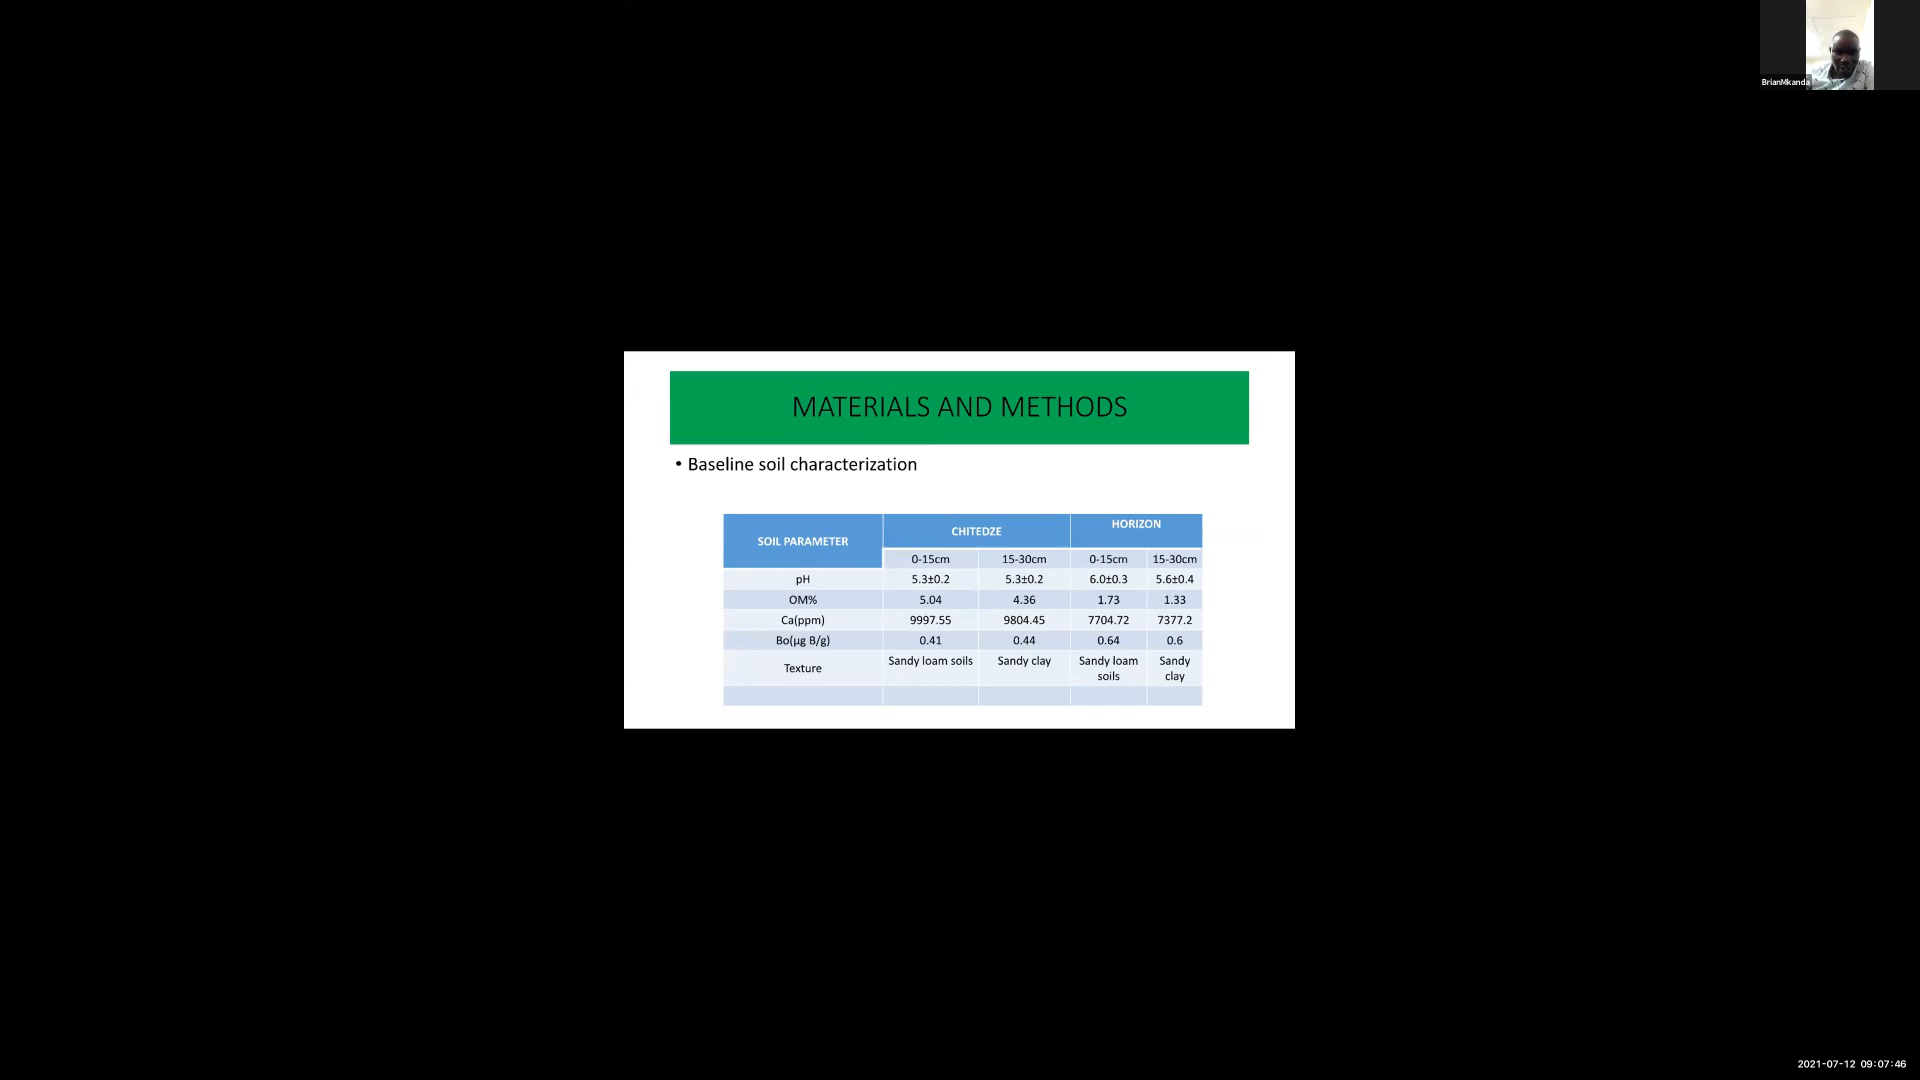 BrianMkanda
MATERIALS AND METHODS
• Baseline soil characterization
SOIL PARAMETER CHITEDZE HORIZON
0-15cm 15-30cm 0-15cm 15-30cm
pH 5.3±0.2 5.3±0.2 6.0±0.3 5.6±0.4
OM% 5.04 4.36 1.73 1.33
Ca(ppm) 9997.55 9804.45 7704.72 7377.2
Bo(µg B/g) 0.41 0.44 0.64 0.6
Texture Sandy loam soils Sandy clay Sandy loam soils Sandy clay
2021-07-12 09:07:46